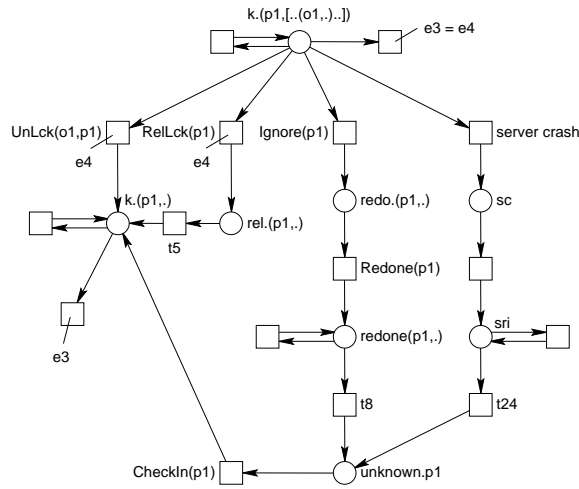 k.(p1,[..(o1,.)..])
e3 = e4
UnLck(o1,p1)
RelLck(p1)
Ignore(p1)
server crash
e4
e4
k.(p1,.)
redo.(p1,.)
sc
rel.(p1,.)
t5
Redone(p1)
sri
redone(p1,.)
e3
t8
t24
CheckIn(p1)
unknown.p1